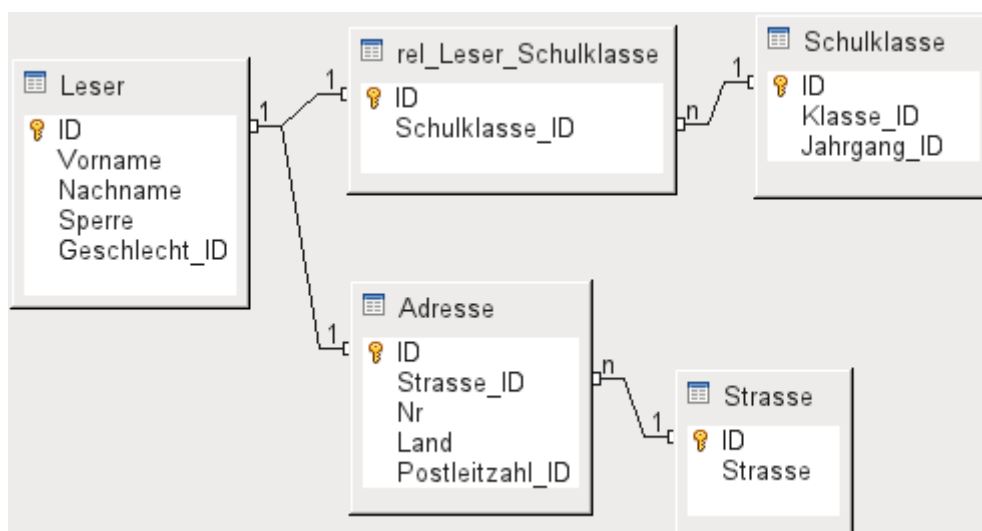 Leser
ID
Vorname
Nachname
Sperre
Geschlecht_ID
1
1
rel_Leser_Schulklasse
ID
Schulklasse_ID
n
1
Schulklasse
ID
Klasse_ID
Jahrgang_ID
1
Adresse
ID
Strasse_ID
Nr
Land
Postleitzahl_ID
n
1
Strasse
ID
Strasse